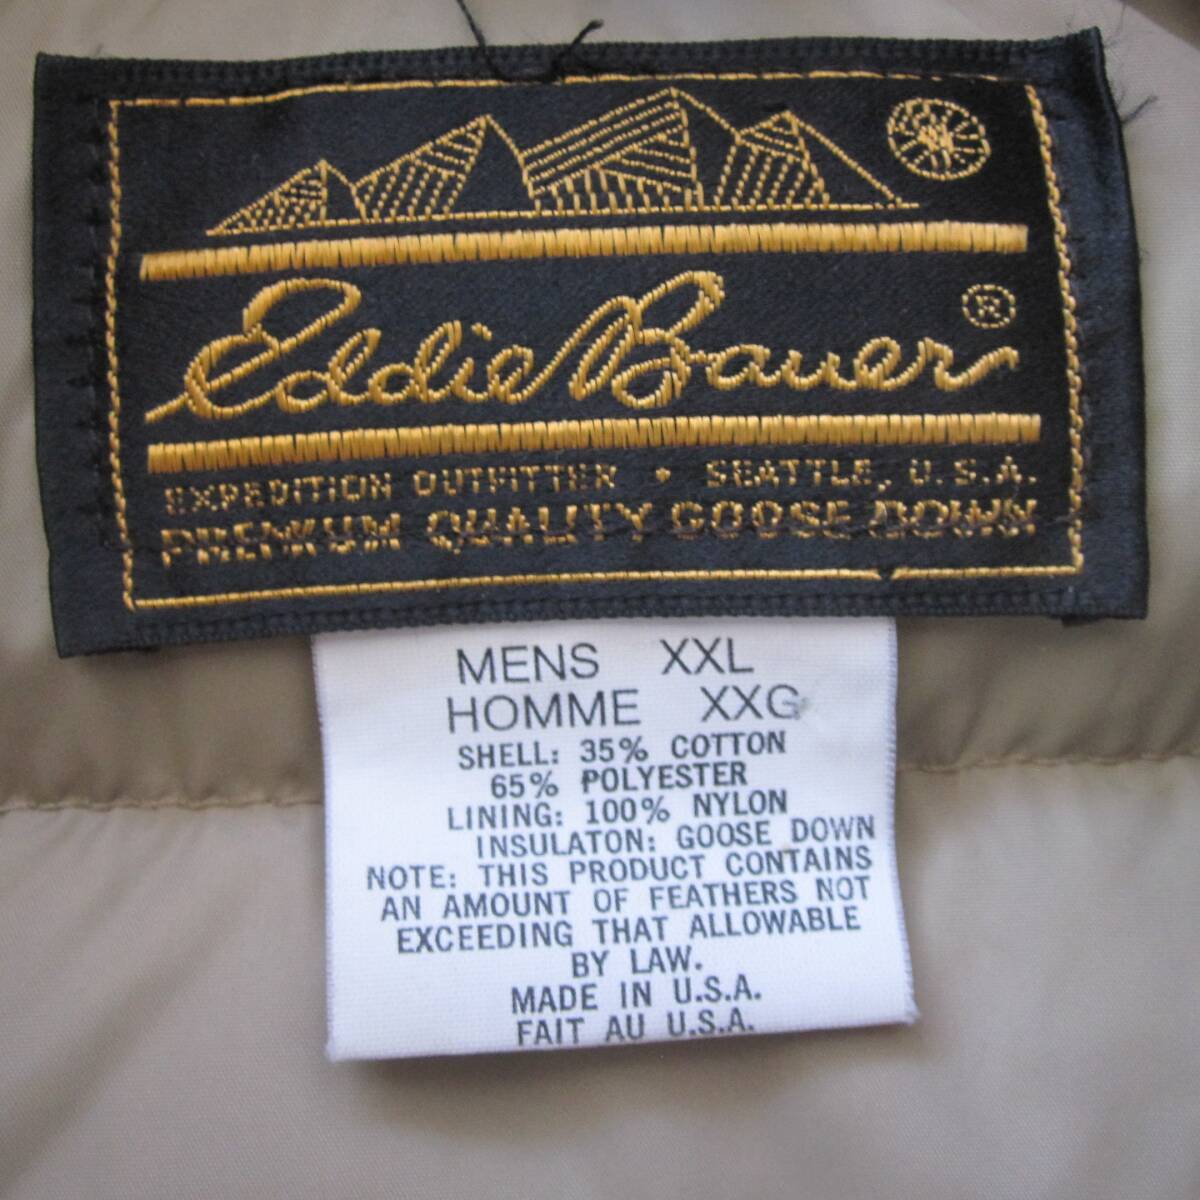 Eddie Bauer ®
EXPEDITION OUTFITTER • SEATTLE, U.S.A.
PREMIUM QUALITY GOOSE DOWN
MENS XXL
HOMME XXG
SHELL: 35% COTTON
65% POLYESTER
LINING: 100% NYLON
INSULATON: GOOSE DOWN
NOTE: THIS PRODUCT CONTAINS
AN AMOUNT OF FEATHERS NOT
EXCEEDING THAT ALLOWABLE
BY LAW.
MADE IN U.S.A.
FAIT AU U.S.A.